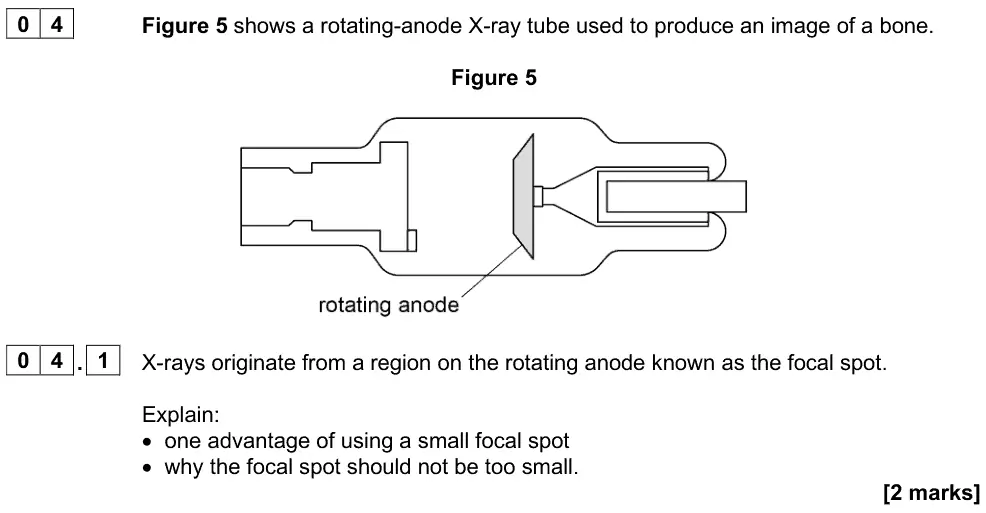 0 4 Figure 5 shows a rotating-anode X-ray tube used to produce an image of a bone.
Figure 5
rotating anode
0 4 . 1 X-rays originate from a region on the rotating anode known as the focal spot.
Explain:
• one advantage of using a small focal spot
• why the focal spot should not be too small.
[2 marks]